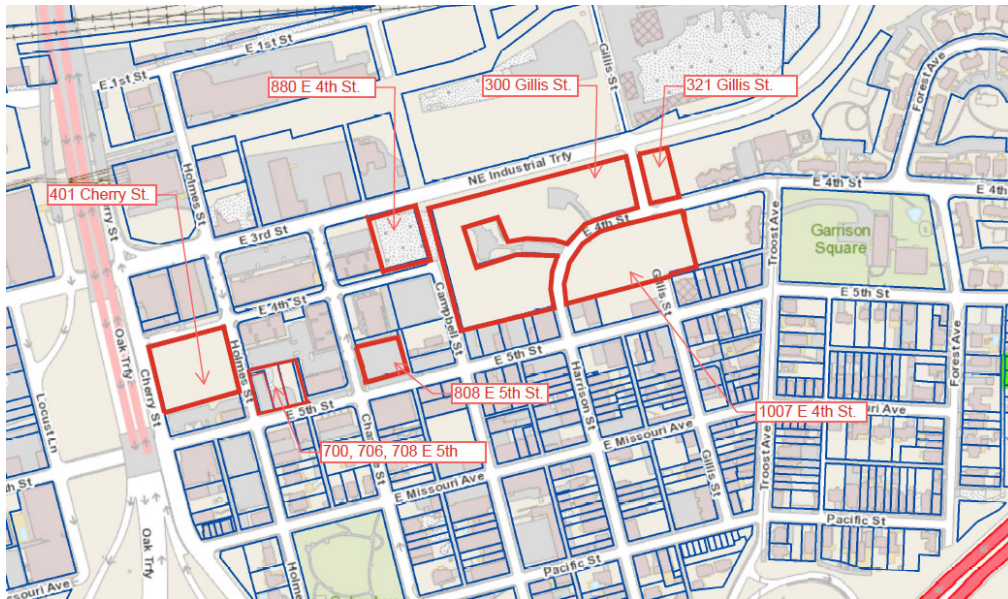 E 1st St
E 1st St
Gillis St
Forest Ave
880 E 4th St.
300 Gillis St.
321 Gillis St.
NE Industrial Trfy
Holmes St
401 Cherry St.
E 4th St
E 4th
E 3rd St
E 4th St
Troost Ave
Garrison
Square
Campbell St
Gillis St
E 4th St
E 5th St
Oak Trfy
Holmes St
E 5th St
Cherry St
Harrison St
Forest Ave
Locust Ln
808 E 5th St.
E 5th St
1007 E 4th St.
700, 706, 708 E 5th
E Missouri Ave
Gillis St
Troost Ave
E Missouri Ave
Pacific St
Oak Trfy
Pacific St